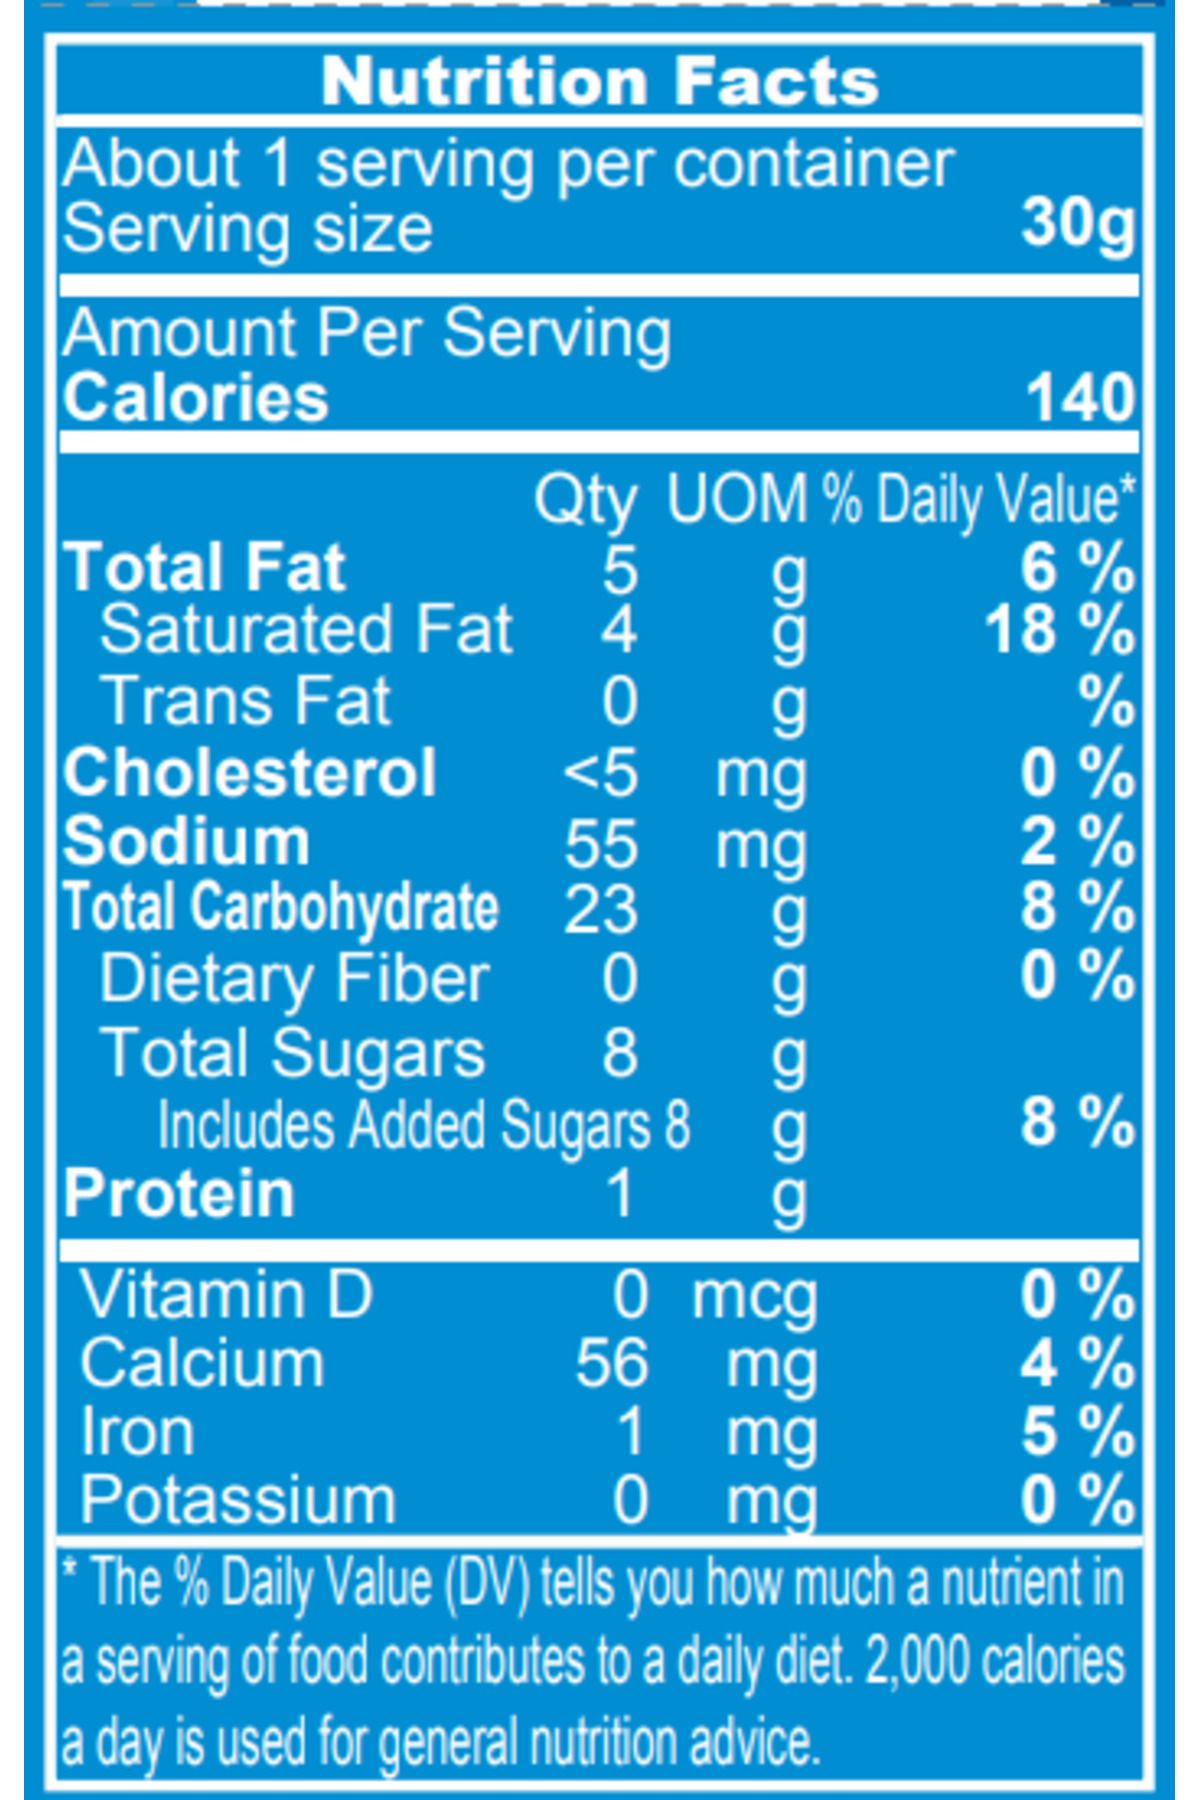 Nutrition Facts
About 1 serving per container
Serving size 30g
Amount Per Serving
Calories 140
Qty UOM % Daily Value*
Total Fat 5 g 6 %
Saturated Fat 4 g 18 %
Trans Fat 0 g %
Cholesterol <5 mg 0 %
Sodium 55 mg 2 %
Total Carbohydrate 23 g 8 %
Dietary Fiber 0 g 0 %
Total Sugars 8 g
Includes Added Sugars 8 g 8 %
Protein 1 g
Vitamin D 0 mcg 0 %
Calcium 56 mg 4 %
Iron 1 mg 5 %
Potassium 0 mg 0 %
* The % Daily Value (DV) tells you how much a nutrient in
a serving of food contributes to a daily diet. 2,000 calories
a day is used for general nutrition advice.